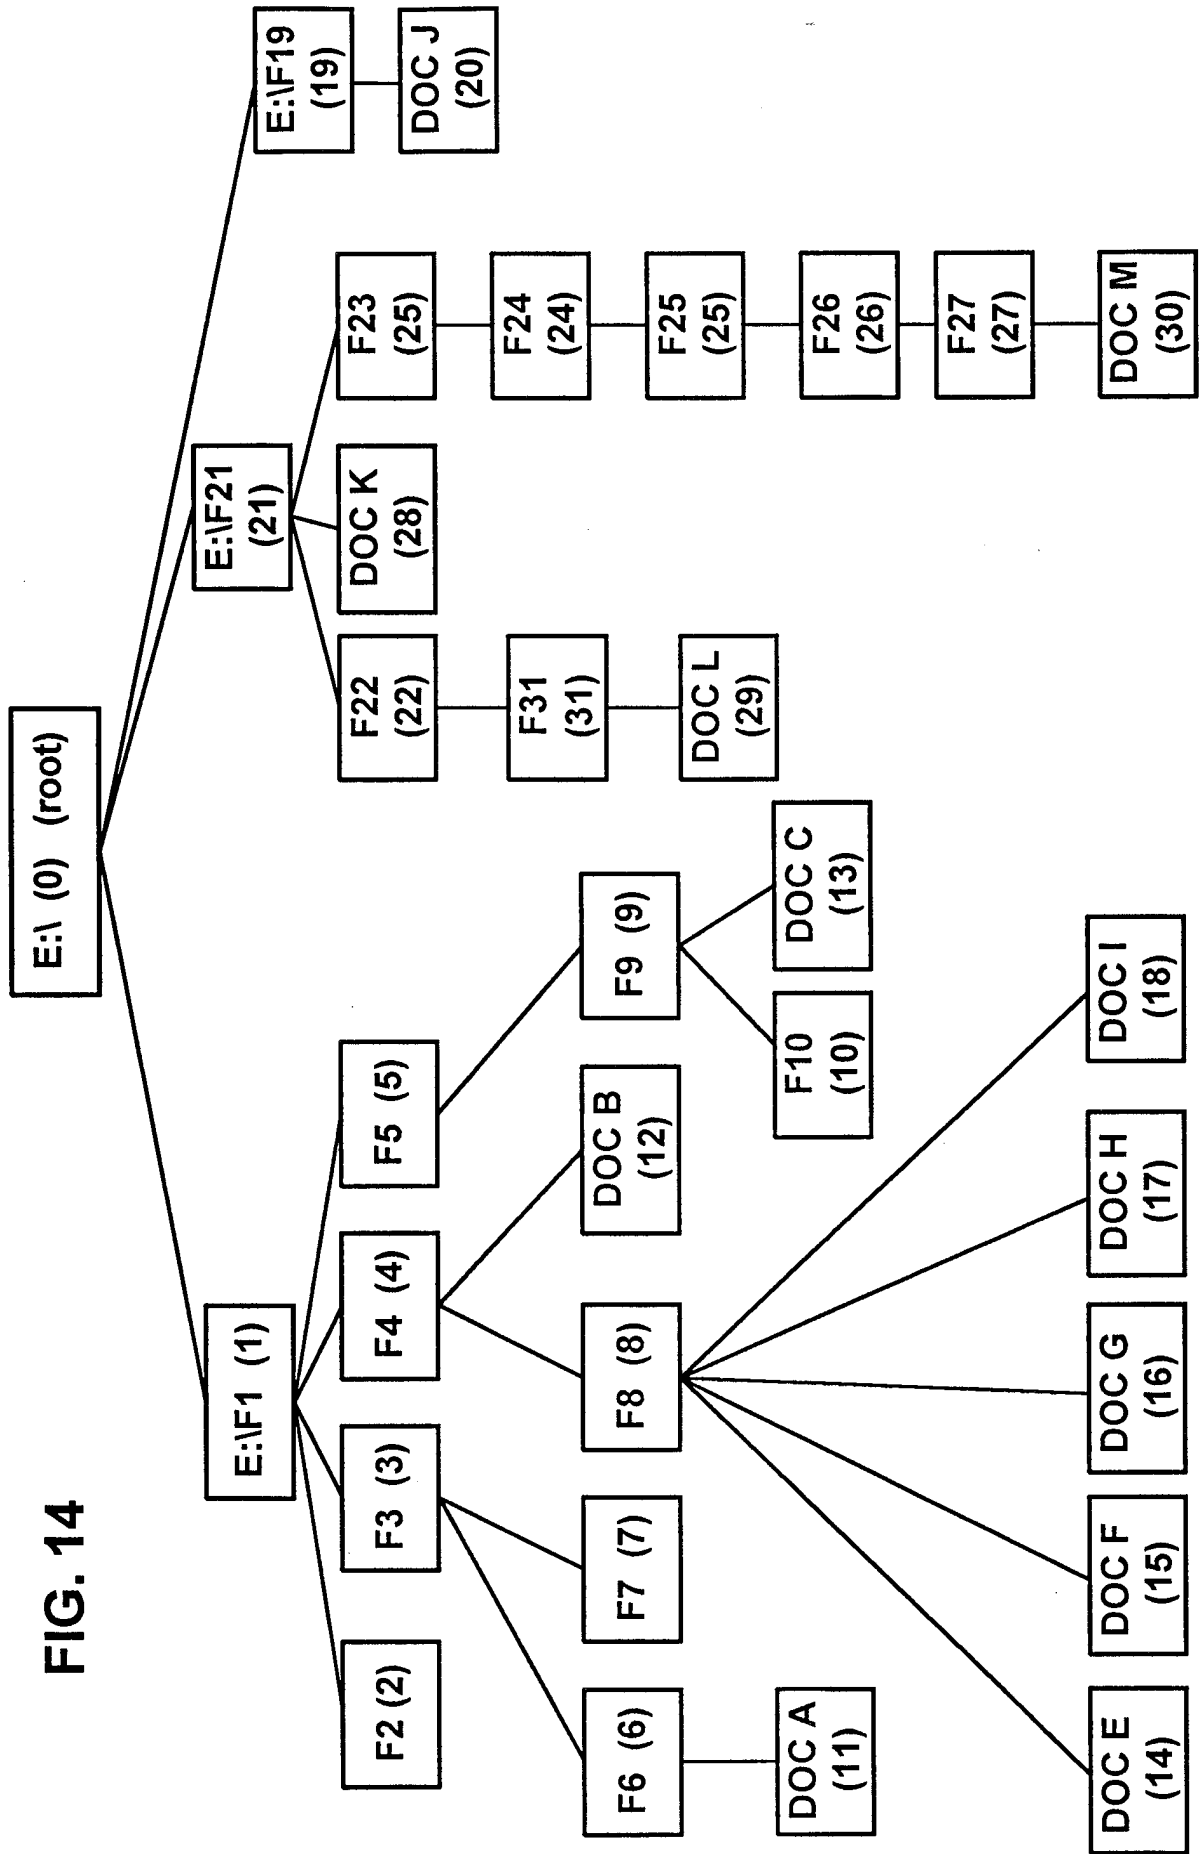 FIG. 14
E:\ (0) (root)
E:\F1 (1)
E:\F21
(21)
E:\F19
(19)
F2 (2)
F3 (3)
F4 (4)
F5 (5)
F22
(22)
DOC K
(28)
F23
(25)
DOC J
(20)
F6 (6)
F7 (7)
F8 (8)
DOC B
(12)
F9 (9)
F31
(31)
F24
(24)
DOC A
(11)
F10
(10)
DOC C
(13)
DOC L
(29)
F25
(25)
F26
(26)
F27
(27)
DOC E
(14)
DOC F
(15)
DOC G
(16)
DOC H
(17)
DOC I
(18)
DOC M
(30)